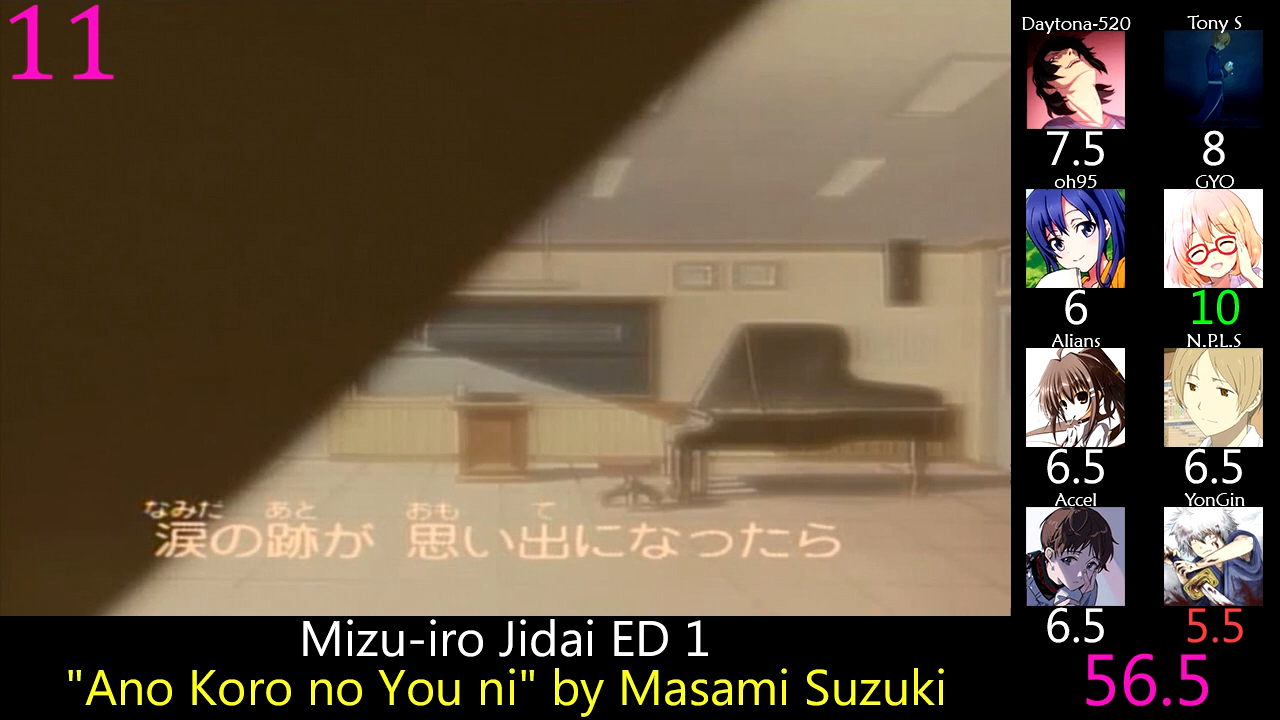 11
なみだ あと おも て
涙の跡が 思い出になったら
Mizu-iro Jidai ED 1
"Ano Koro no You ni" by Masami Suzuki
Daytona-520 Tony S
7.5 8
oh95 GYO
6 10
Alians N.P.L.S
6.5 6.5
Accel YonGin
6.5 5.5
56.5